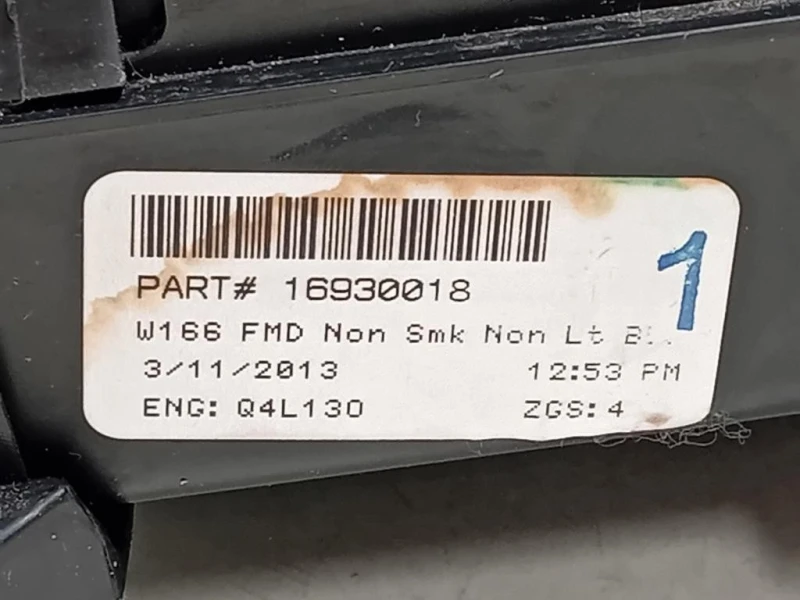 PART# 16930018
1
W166 FMD Non Smk Non Lt
3/11/2013 12:53 PM
ENG: Q4L130 ZGS: 4